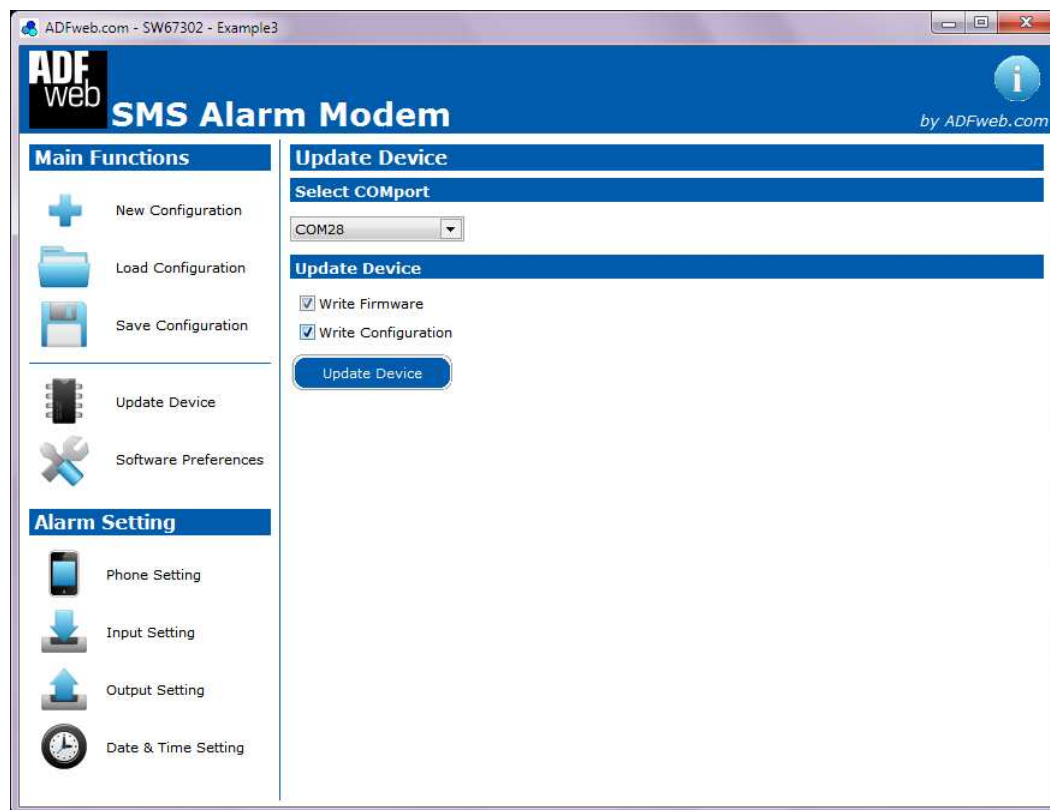 ADFweb.com - SW67302 - Example3
ADF
web
SMS Alarm Modem
i
by ADFweb.com
Main Functions
New Configuration
Load Configuration
Save Configuration
Update Device
Software Preferences
Alarm Setting
Phone Setting
Input Setting
Output Setting
Date & Time Setting
Update Device
Select COMport
COM28
Update Device
Write Firmware
Write Configuration
Update Device